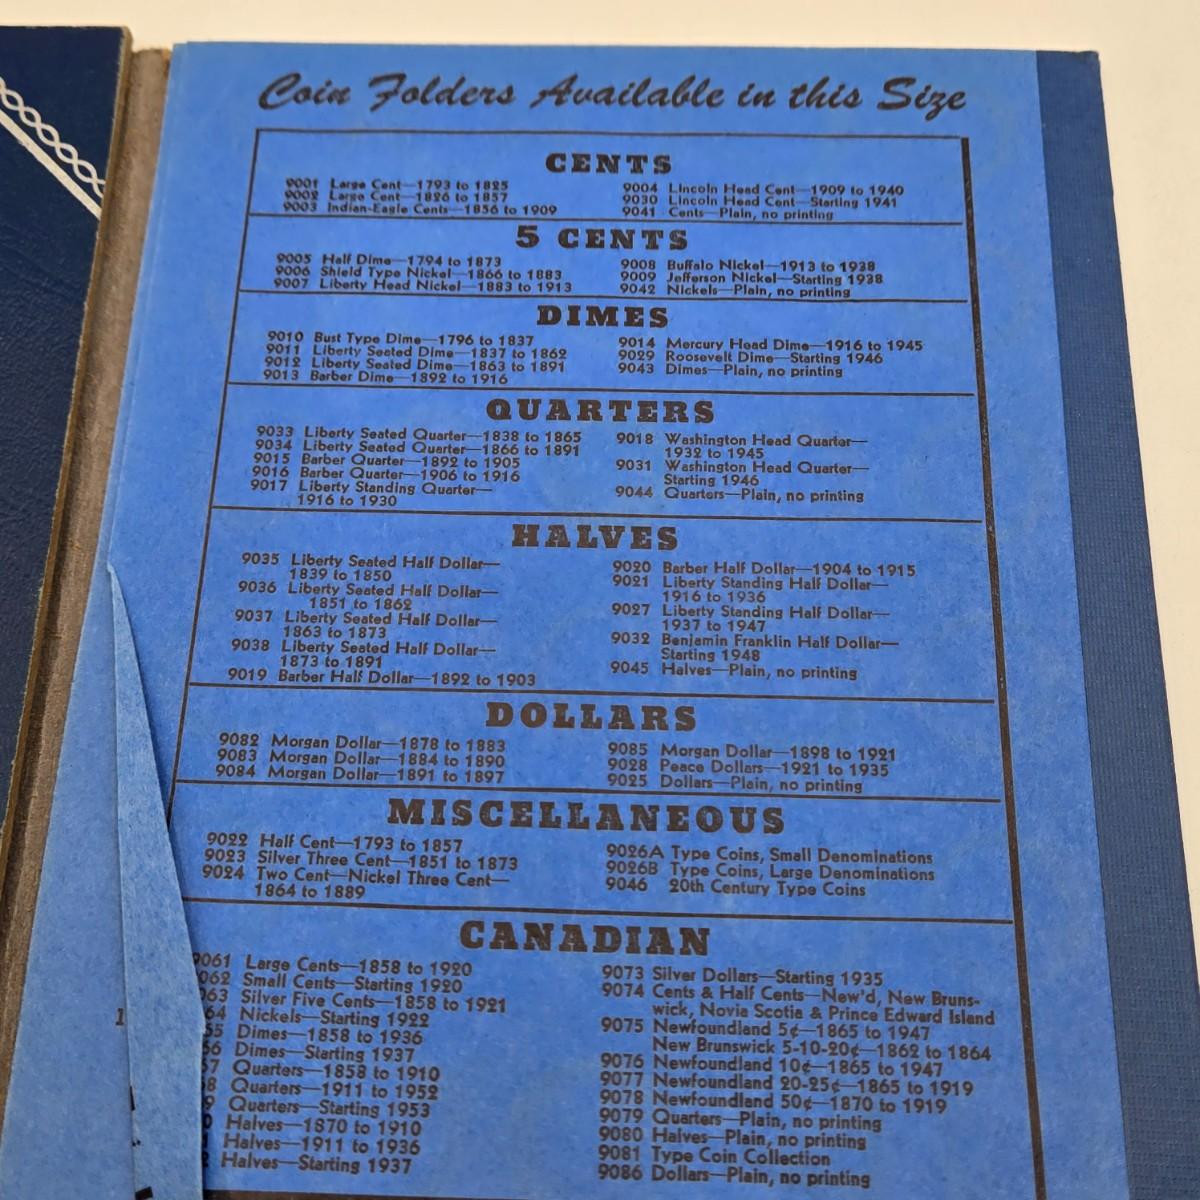 Coin Folders Available in this Size
CENTS
9001 Large Cent—1793 to 1825
9002 Large Cent—1826 to 1857
9003 Indian-Eagle Cents—1856 to 1909
9004 Lincoln Head Cent—1909 to 1940
9030 Lincoln Head Cent—Starting 1941
9041 Cents—Plain, no printing
5 CENTS
9005 Half Dime—1794 to 1873
9006 Shield Type Nickel—1866 to 1883
9007 Liberty Head Nickel—1883 to 1913
9008 Buffalo Nickel—1913 to 1938
9009 Jefferson Nickel—Starting 1938
9042 Nickels—Plain, no printing
DIMES
9010 Bust Type Dime—1796 to 1837
9011 Liberty Seated Dime—1837 to 1862
9012 Liberty Seated Dime—1863 to 1891
9013 Barber Dime—1892 to 1916
9014 Mercury Head Dime—1916 to 1945
9029 Roosevelt Dime—Starting 1946
9043 Dimes—Plain, no printing
QUARTERS
9033 Liberty Seated Quarter—1838 to 1865
9034 Liberty Seated Quarter—1866 to 1891
9015 Barber Quarter—1892 to 1905
9016 Barber Quarter—1906 to 1916
9017 Liberty Standing Quarter—
1916 to 1930
9018 Washington Head Quarter—
1932 to 1945
9031 Washington Head Quarter—
Starting 1946
9044 Quarters—Plain, no printing
HALVES
9035 Liberty Seated Half Dollar—
1839 to 1850
9036 Liberty Seated Half Dollar—
1851 to 1862
9037 Liberty Seated Half Dollar—
1863 to 1873
9038 Liberty Seated Half Dollar—
1873 to 1891
9019 Barber Half Dollar—1892 to 1903
9020 Barber Half Dollar—1904 to 1915
9021 Liberty Standing Half Dollar—
1916 to 1936
9027 Liberty Standing Half Dollar—
1937 to 1947
9032 Benjamin Franklin Half Dollar—
Starting 1948
9045 Halves—Plain, no printing
DOLLARS
9082 Morgan Dollar—1878 to 1883
9083 Morgan Dollar—1884 to 1890
9084 Morgan Dollar—1891 to 1897
9085 Morgan Dollar—1898 to 1921
9028 Peace Dollars—1921 to 1935
9025 Dollars—Plain, no printing
MISCELLANEOUS
9022 Half Cent—1793 to 1857
9023 Silver Three Cent—1851 to 1873
9024 Two Cent—Nickel Three Cent—
1864 to 1889
9026A Type Coins, Small Denominations
9026B Type Coins, Large Denominations
9046 20th Century Type Coins
CANADIAN
9061 Large Cents—1858 to 1920
062 Small Cents—Starting 1920
63 Silver Five Cents—1858 to 1921
64 Nickels—Starting 1922
55 Dimes—1858 to 1936
6 Dimes—Starting 1937
7 Quarters—1858 to 1910
8 Quarters—1911 to 1952
Quarters—Starting 1953
Halves—1870 to 1910
Halves—1911 to 1936
Halves—Starting 1937
9073 Silver Dollars—Starting 1935
9074 Cents & Half Cents—New'd, New Bruns-
wick, Novia Scotia & Prince Edward Island
9075 Newfoundland 5¢—1865 to 1947
New Brunswick 5-10-20¢—1862 to 1864
9076 Newfoundland 10¢—1865 to 1947
9077 Newfoundland 20-25¢—1865 to 1919
9078 Newfoundland 50¢—1870 to 1919
9079 Quarters—Plain, no printing
9080 Halves—Plain, no printing
9081 Type Coin Collection
9086 Dollars—Plain, no printing